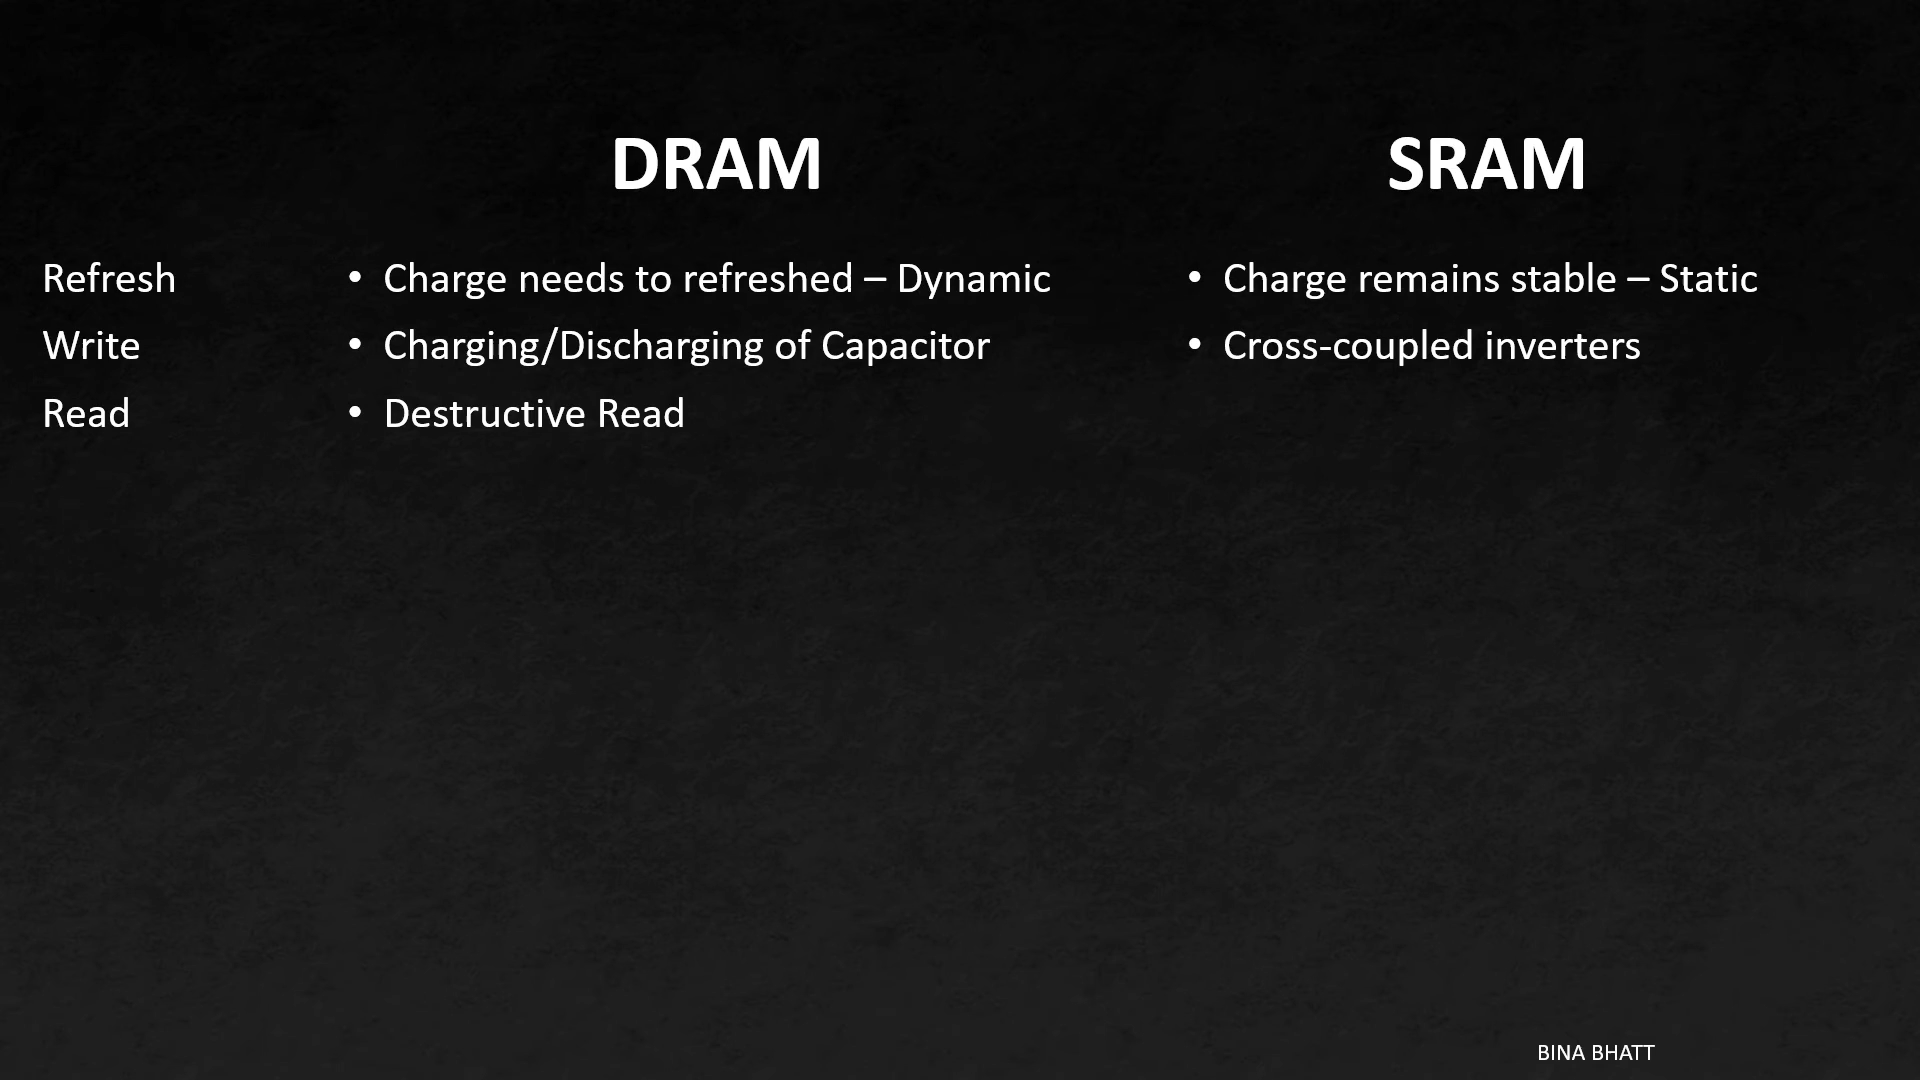 DRAM SRAM
Refresh • Charge needs to refreshed – Dynamic • Charge remains stable – Static
Write • Charging/Discharging of Capacitor • Cross-coupled inverters
Read • Destructive Read
BINA BHATT